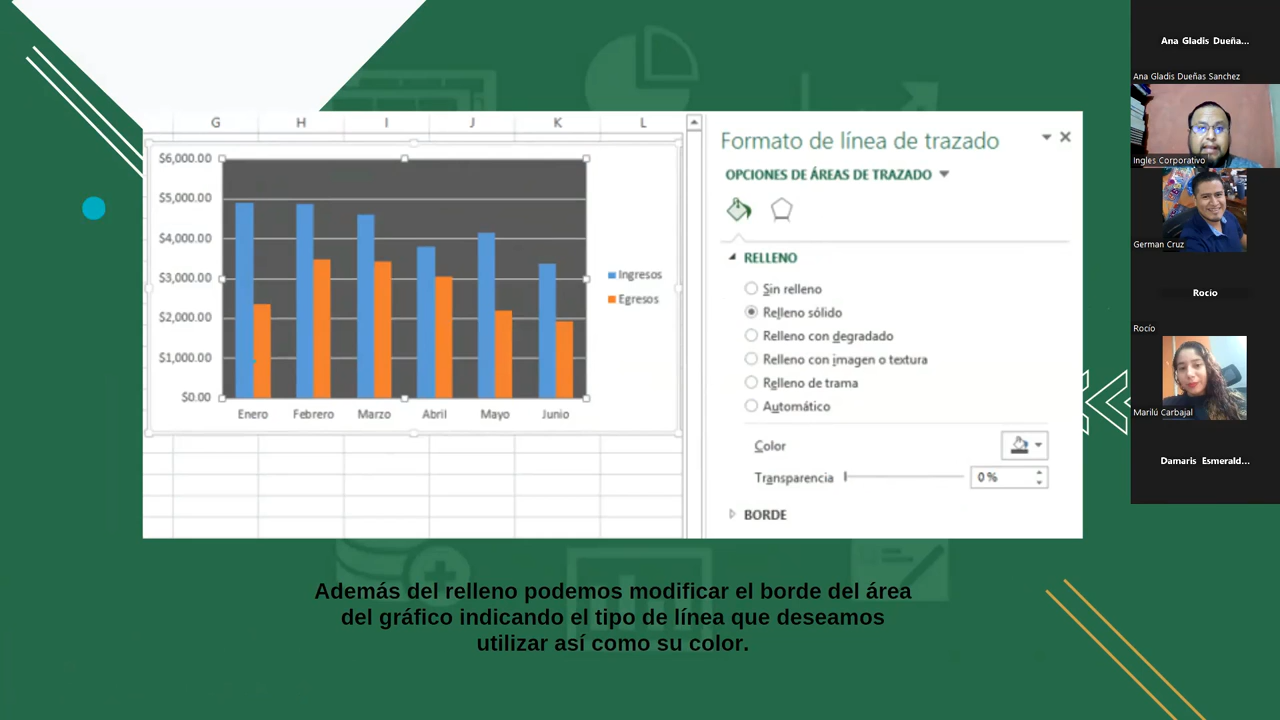 G H I J K L
$6,000.00
$5,000.00
$4,000.00
$3,000.00
$2,000.00
$1,000.00
$0.00
Enero Febrero Marzo Abril Mayo Junio
Ingresos
Egresos
Formato de línea de trazado
OPCIONES DE ÁREAS DE TRAZADO
RELLENO
Sin relleno
Relleno sólido
Relleno con degradado
Relleno con imagen o textura
Relleno de trama
Automático
Color
Transparencia 0 %
BORDE
Además del relleno podemos modificar el borde del área
del gráfico indicando el tipo de línea que deseamos
utilizar así como su color.
Ana Gladis Dueña...
Ana Gladis Dueñas Sanchez
Ingles Corporativo
German Cruz
Rocio
Rocío
Marilú Carbajal
Damaris Esmerald...